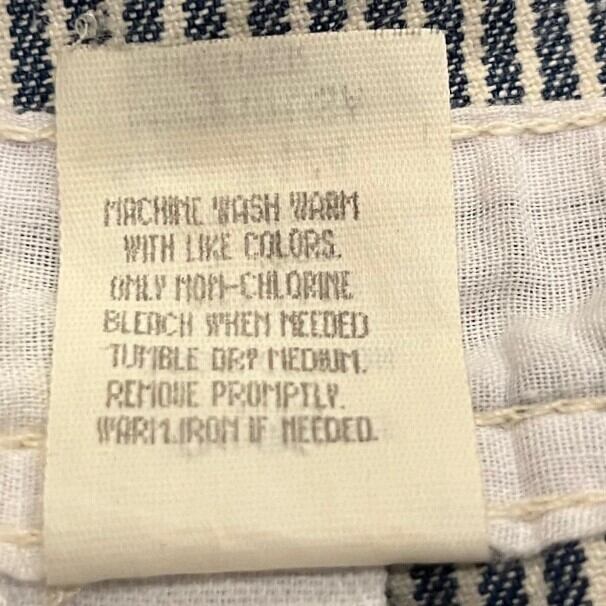 MACHINE WASH WARM
WITH LIKE COLORS.
ONLY NON-CHLORINE
BLEACH WHEN NEEDED
TUMBLE DRY MEDIUM.
REMOVE PROMPTLY.
WARM IRON IF NEEDED.